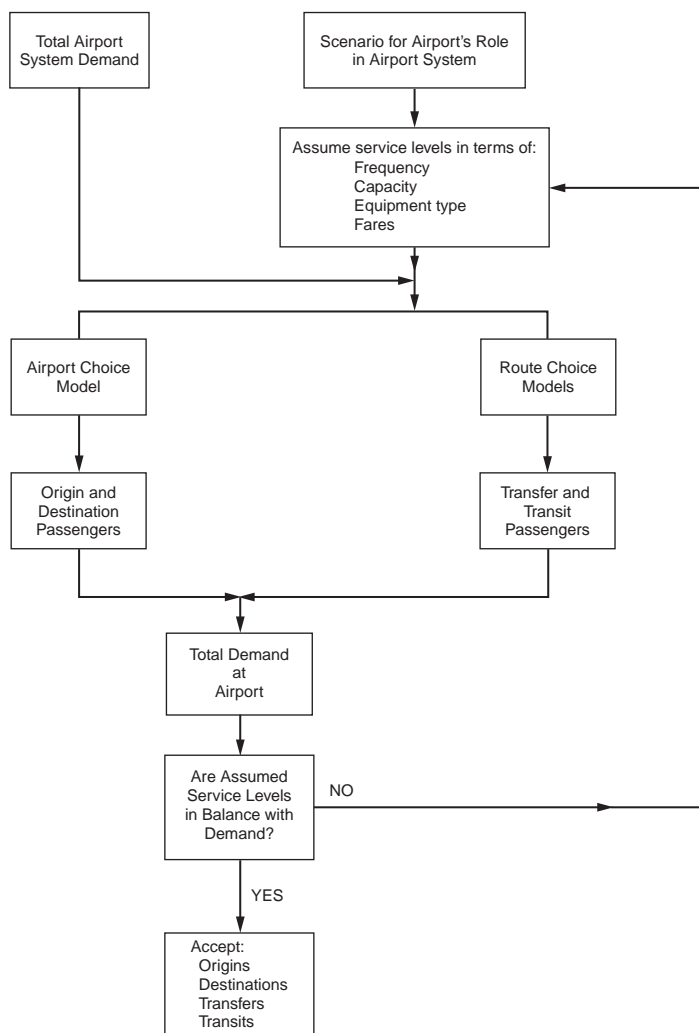 Total Airport
System Demand
Scenario for Airport's Role
in Airport System
Assume service levels in terms of:
Frequency
Capacity
Equipment type
Fares
Airport Choice
Model
Route Choice
Models
Origin and
Destination
Passengers
Transfer and
Transit
Passengers
Total Demand
at
Airport
Are Assumed
Service Levels
in Balance with
Demand?
NO
YES
Accept:
Origins
Destinations
Transfers
Transits